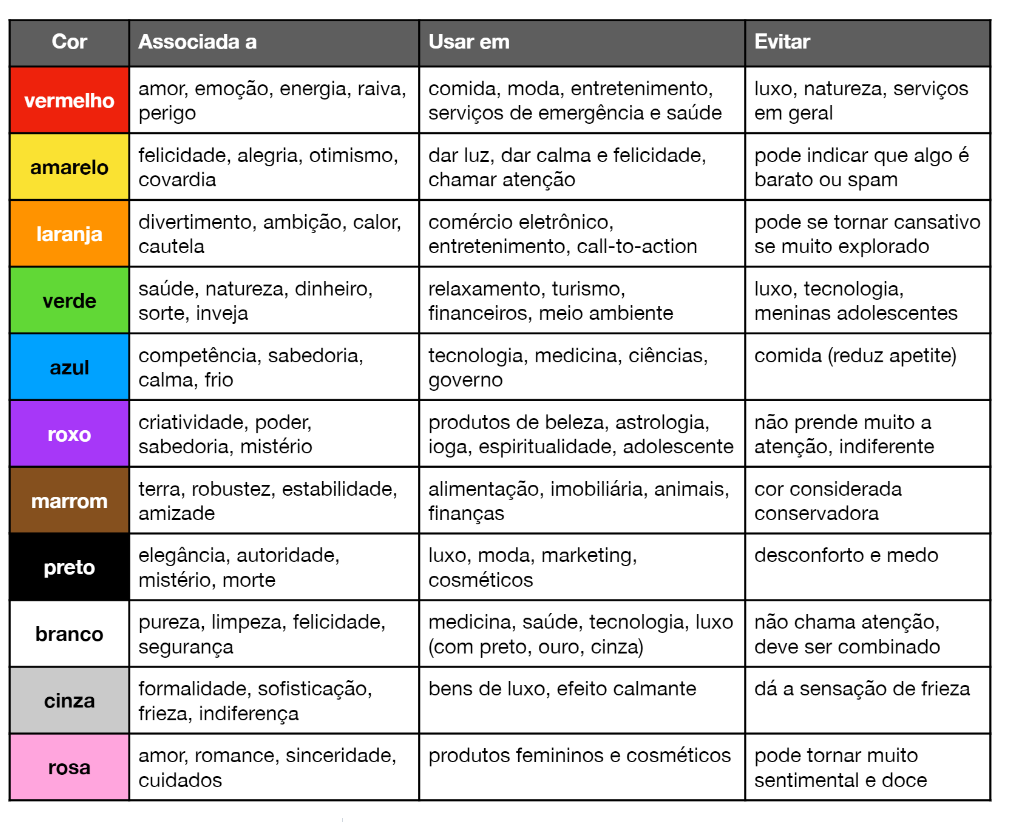 Cor Associada a Usar em Evitar
vermelho
amor, emoção, energia, raiva,
perigo
comida, moda, entretenimento,
serviços de emergência e saúde
luxo, natureza, serviços
em geral
amarelo
felicidade, alegria, otimismo,
covardia
dar luz, dar calma e felicidade,
chamar atenção
pode indicar que algo é
barato ou spam
laranja
divertimento, ambição, calor,
cautela
comércio eletrônico,
entretenimento, call-to-action
pode se tornar cansativo
se muito explorado
verde
saúde, natureza, dinheiro,
sorte, inveja
relaxamento, turismo,
financeiros, meio ambiente
luxo, tecnologia,
meninas adolescentes
azul
competência, sabedoria,
calma, frio
tecnologia, medicina, ciências,
governo
comida (reduz apetite)
roxo
criatividade, poder,
sabedoria, mistério
produtos de beleza, astrologia,
ioga, espiritualidade, adolescente
não prende muito a
atenção, indiferente
marrom
terra, robustez, estabilidade,
amizade
alimentação, imobiliária, animais,
finanças
cor considerada
conservadora
preto
elegância, autoridade,
mistério, morte
luxo, moda, marketing,
cosméticos
desconforto e medo
branco
pureza, limpeza, felicidade,
segurança
medicina, saúde, tecnologia, luxo
(com preto, ouro, cinza)
não chama atenção,
deve ser combinado
cinza
formalidade, sofisticação,
frieza, indiferença
bens de luxo, efeito calmante
dá a sensação de frieza
rosa
amor, romance, sinceridade,
cuidados
produtos femininos e cosméticos
pode tornar muito
sentimental e doce